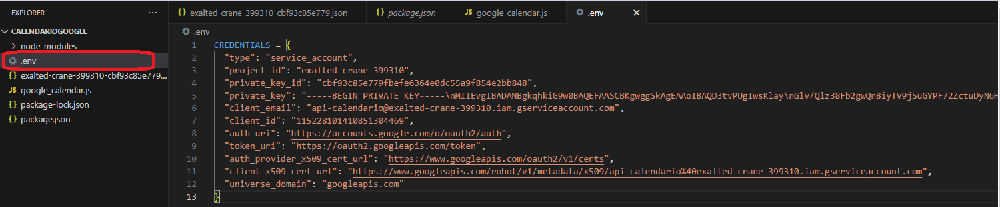 EXPLORER ...
CALENDARIOGOOGLE
node_modules
.env
exalted-crane-399310-cbf93c85e779...
google_calendar.js
package-lock.json
package.json
exalted-crane-399310-cbf93c85e779.json
package.json
JS google_calendar.js
.env
.env
1 CREDENTIALS = {
2 "type": "service_account",
3 "project_id": "exalted-crane-399310",
4 "private_key_id": "cbf93c85e779fbefe6364e0dc55a9f854e2bb848",
5 "private_key": "-----BEGIN PRIVATE KEY-----\nMIIEvgIBADANBgkqhkiG9w0BAQEFAASCBKgwggSkAgEAAoIBAQD3tvPUgIwsKlay\nGlv/Qlz38Fb2gwQnBiyTV9jSuGYPF72ZctuDyN6H
6 "client_email": "api-calendario@exalted-crane-399310.iam.gserviceaccount.com",
7 "client_id": "115228101410851304469",
8 "auth_uri": "https://accounts.google.com/o/oauth2/auth",
9 "token_uri": "https://oauth2.googleapis.com/token",
10 "auth_provider_x509_cert_url": "https://www.googleapis.com/oauth2/v1/certs",
11 "client_x509_cert_url": "https://www.googleapis.com/robot/v1/metadata/x509/api-calendario%40exalted-crane-399310.iam.gserviceaccount.com",
12 "universe_domain": "googleapis.com"
13 }